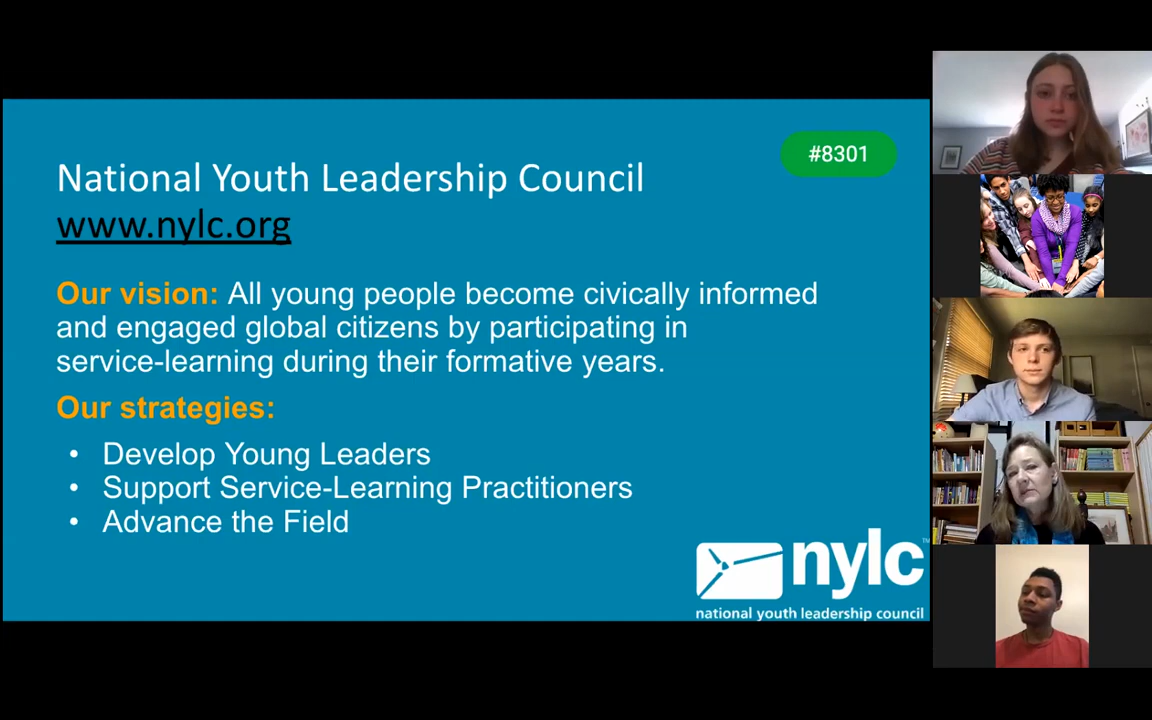 National Youth Leadership Council
#8301
www.nylc.org
Our vision: All young people become civically informed
and engaged global citizens by participating in
service-learning during their formative years.
Our strategies:
• Develop Young Leaders
• Support Service-Learning Practitioners
• Advance the Field
nylc™
national youth leadership council